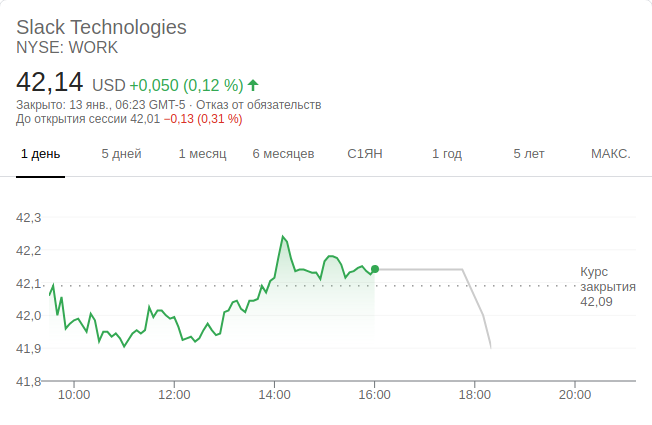 Slack Technologies
NYSE: WORK
42,14 USD +0,050 (0,12 %)
Закрыто: 13 янв., 06:23 GMT-5 · Отказ от обязательств
До открытия сессии 42,01 −0,13 (0,31 %)
1 день 5 дней 1 месяц 6 месяцев С1ЯН 1 год 5 лет МАКС.
42,3
42,2
42,1
42,0
41,9
41,8
Курс
закрытия
42,09
10:00 12:00 14:00 16:00 18:00 20:00